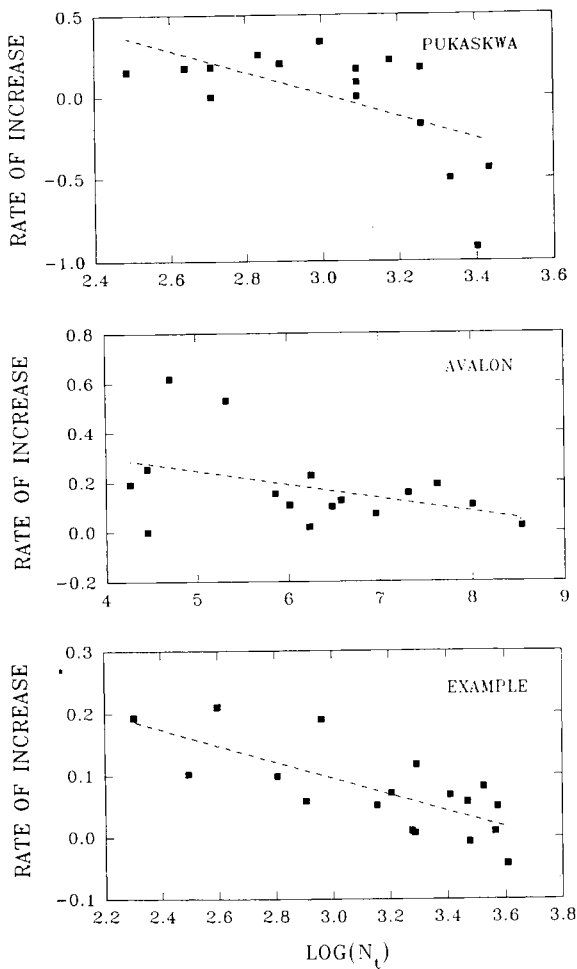 0.5
PUKASKWA
0.0
−0.5
−1.0
2.4 2.6 2.8 3.0 3.2 3.4 3.6
RATE OF INCREASE
0.8
AVALON
0.6
0.4
0.2
0.0
−0.2
4 5 6 7 8 9
RATE OF INCREASE
0.3
EXAMPLE
0.2
0.1
0.0
−0.1
2.2 2.4 2.6 2.8 3.0 3.2 3.4 3.6 3.8
RATE OF INCREASE
LOG(Nt)